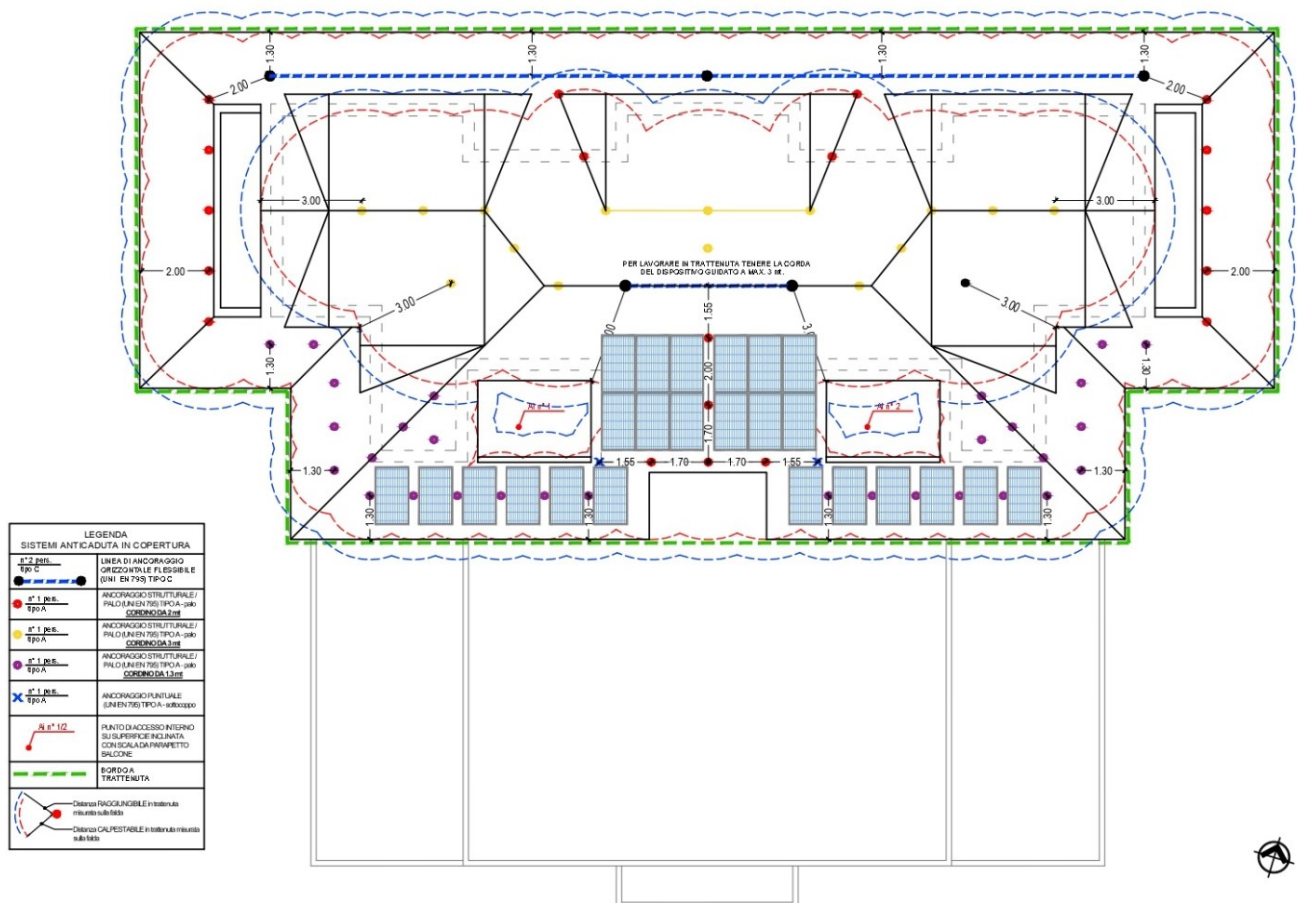 1.30
1.30
1.30
1.30
2.00
2.00
3.00
3.00
2.00
2.00
PER LAVORARE IN TRATTENUTA TENERE LA CORDA
DEL DISPOSITIVO GUIDATO A MAX. 3 mt.
3.00
3.00
1.55
1.30
1.30
2.00
AI n° 1
AI n° 2
1.70
1.30
1.55
1.70
1.70
1.55
1.30
1.30
1.30
1.30
1.30
LEGENDA
SISTEMI ANTICADUTA IN COPERTURA
n° 2 pers.
tipo C
LINEA DI ANCORAGGIO
ORIZZONTALE FLESSIBILE
(UNI EN 795) TIPO C
n° 1 pers.
tipo A
ANCORAGGIO STRUTTURALE /
PALO (UNI EN 795) TIPO A - palo
CORDINO DA 2 mt
n° 1 pers.
tipo A
ANCORAGGIO STRUTTURALE /
PALO (UNI EN 795) TIPO A - palo
CORDINO DA 3 mt
n° 1 pers.
tipo A
ANCORAGGIO STRUTTURALE /
PALO (UNI EN 795) TIPO A - palo
CORDINO DA 1.3 mt
n° 1 pers.
tipo A
ANCORAGGIO PUNTUALE
(UNI EN 795) TIPO A - sottocoppo
AI n° 1/2
PUNTO DI ACCESSO INTERNO
SU SUPERFICIE INCLINATA
CON SCALA DA PARAPETTO
BALCONE
BORDO A
TRATTENUTA
Distanza RAGGIUNGIBILE in trattenuta
misurata sulla falda
Distanza CALPESTABILE in trattenuta misurata
sulla falda